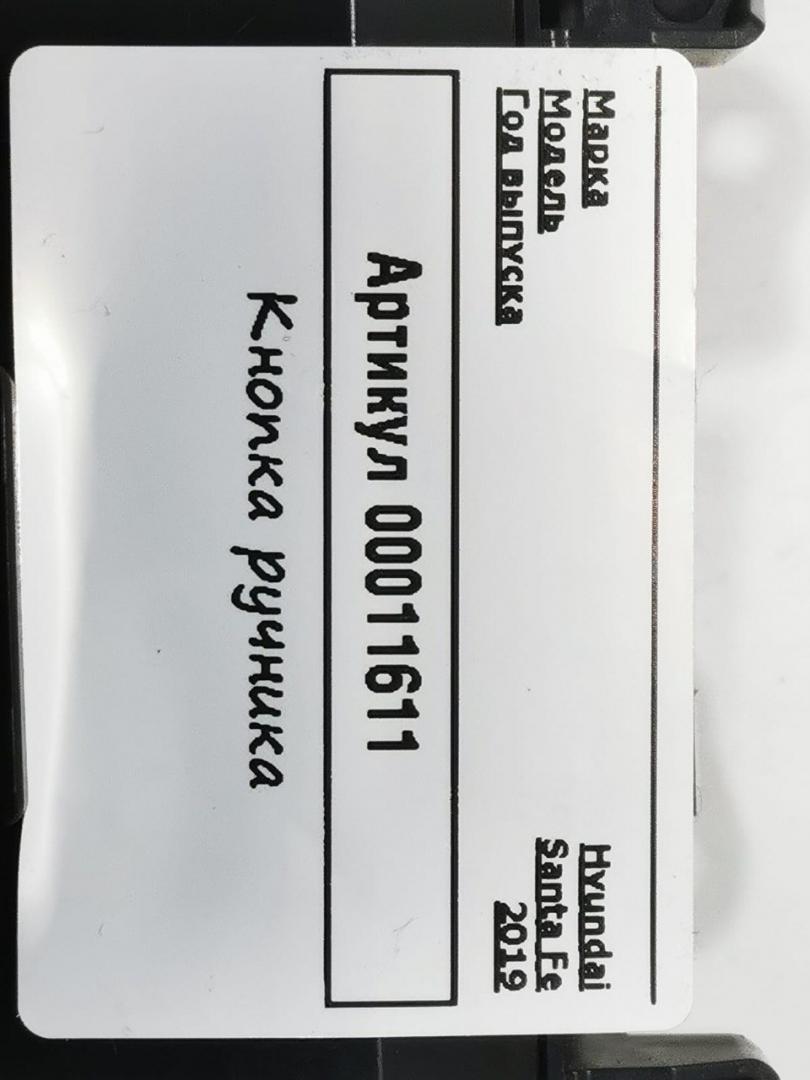 Марка Hyundai
Модель Santa Fe
Год выпуска 2019
Артикул 00011611
Кнопка ручника